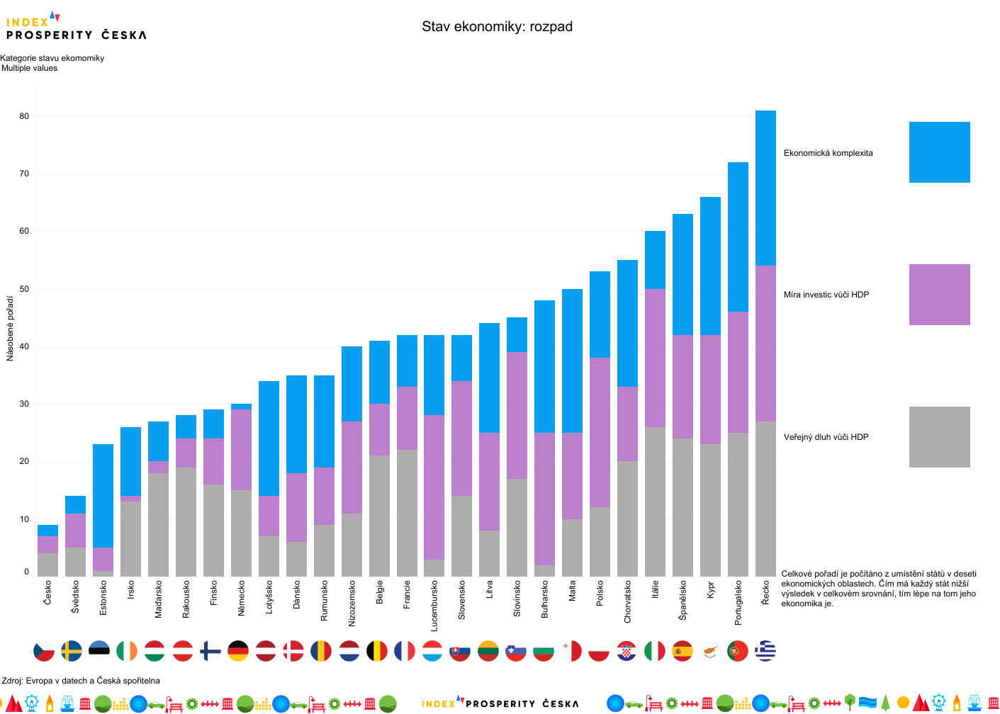 INDEX
PROSPERITY ČESKA
Stav ekonomiky: rozpad
Kategorie stavu ekomomiky
Multiple values
Násobené pořadí
80
70
60
50
40
30
20
10
0
Ekonomická komplexita
Míra investic vůči HDP
Veřejný dluh vůči HDP
Česko
Švédsko
Estonsko
Irsko
Maďarsko
Rakousko
Finsko
Německo
Lotyšsko
Dánsko
Rumunsko
Nizozemsko
Belgie
Francie
Lucembursko
Slovensko
Litva
Slovinsko
Bulharsko
Malta
Polsko
Chorvatsko
Itálie
Španělsko
Kypr
Portugalsko
Řecko
Celkové pořadí je počítáno z umístění států v deseti
ekonomických oblastech. Čím má každý stát nižší
výsledek v celkovém srovnání, tím lépe na tom jeho
ekonomika je.
Zdroj: Evropa v datech a Česká spořitelna
INDEX PROSPERITY ČESKA